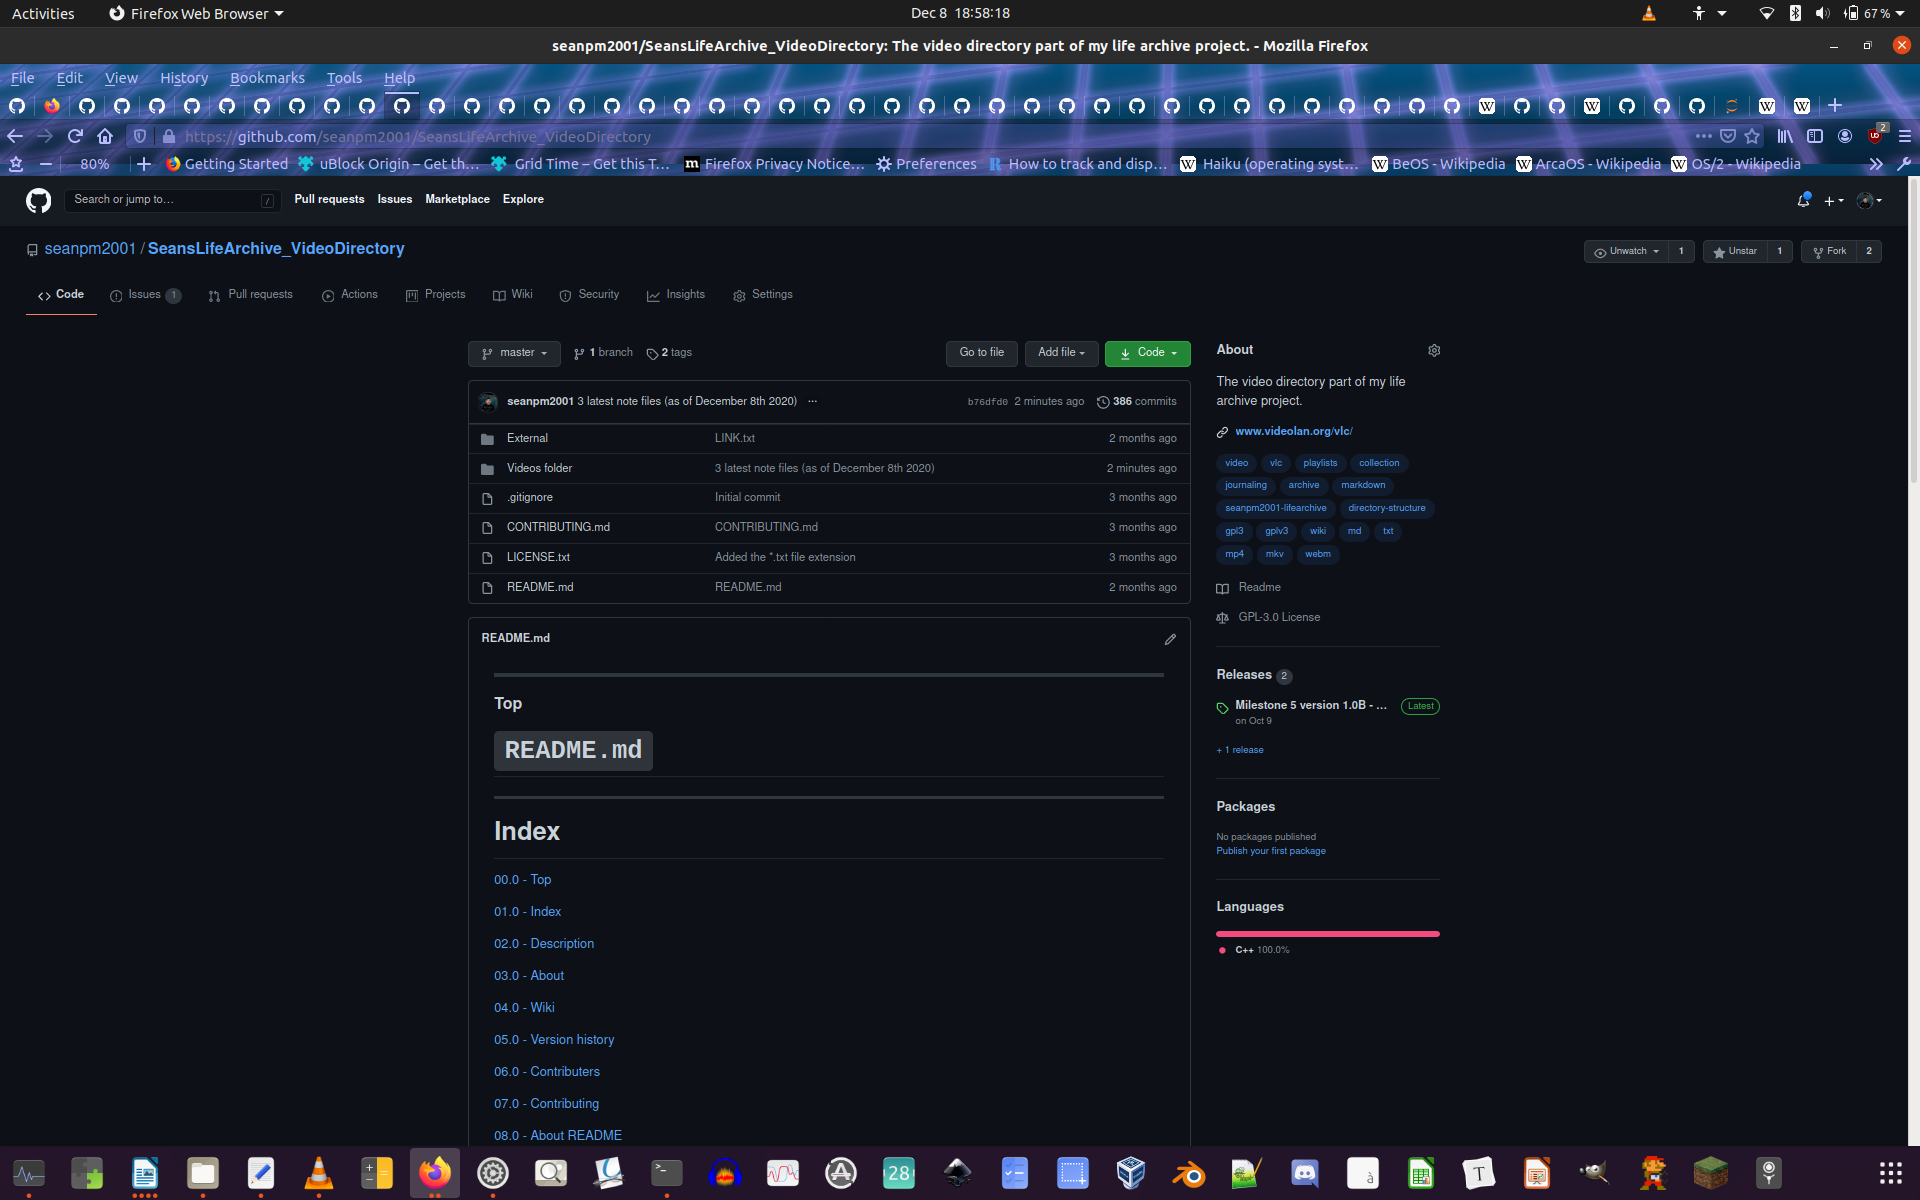 Activities
Firefox Web Browser
Dec 8  18:58:18
67 %
seanpm2001/SeansLifeArchive_VideoDirectory: The video directory part of my life archive project. - Mozilla Firefox
File Edit View History Bookmarks Tools Help
https://github.com/seanpm2001/SeansLifeArchive_VideoDirectory
2
80%
Getting Started
uBlock Origin – Get th…
Grid Time – Get this T…
Firefox Privacy Notice…
Preferences
How to track and disp…
Haiku (operating syst…
BeOS - Wikipedia
ArcaOS - Wikipedia
OS/2 - Wikipedia
Search or jump to…
/
Pull requests
Issues
Marketplace
Explore
seanpm2001 / SeansLifeArchive_VideoDirectory
Unwatch 1
Unstar 1
Fork 2
Code
Issues 1
Pull requests
Actions
Projects
Wiki
Security
Insights
Settings
master
1 branch
2 tags
Go to file
Add file
Code
seanpm2001 3 latest note files (as of December 8th 2020) ...
b76dfd0 2 minutes ago
386 commits
External LINK.txt 2 months ago
Videos folder 3 latest note files (as of December 8th 2020) 2 minutes ago
.gitignore Initial commit 3 months ago
CONTRIBUTING.md CONTRIBUTING.md 3 months ago
LICENSE.txt Added the *.txt file extension 3 months ago
README.md README.md 2 months ago
README.md
Top
README.md
Index
00.0 - Top
01.0 - Index
02.0 - Description
03.0 - About
04.0 - Wiki
05.0 - Version history
06.0 - Contributers
07.0 - Contributing
08.0 - About README
About
The video directory part of my life
archive project.
www.videolan.org/vlc/
video vlc playlists collection
journaling archive markdown
seanpm2001-lifearchive directory-structure
gpl3 gplv3 wiki md txt
mp4 mkv webm
Readme
GPL-3.0 License
Releases 2
Milestone 5 version 1.0B - ... Latest
on Oct 9
+ 1 release
Packages
No packages published
Publish your first package
Languages
C++ 100.0%
28